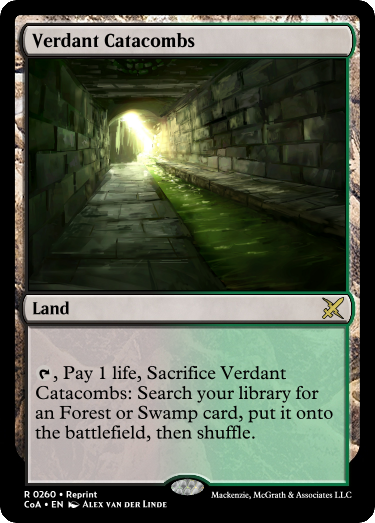 Verdant Catacombs
Land
, Pay 1 life, Sacrifice Verdant
Catacombs: Search your library for
an Forest or Swamp card, put it onto
the battlefield, then shuffle.
R 0260 • Reprint
CoA • EN Alex van der Linde
Mackenzie, McGrath & Associates LLC